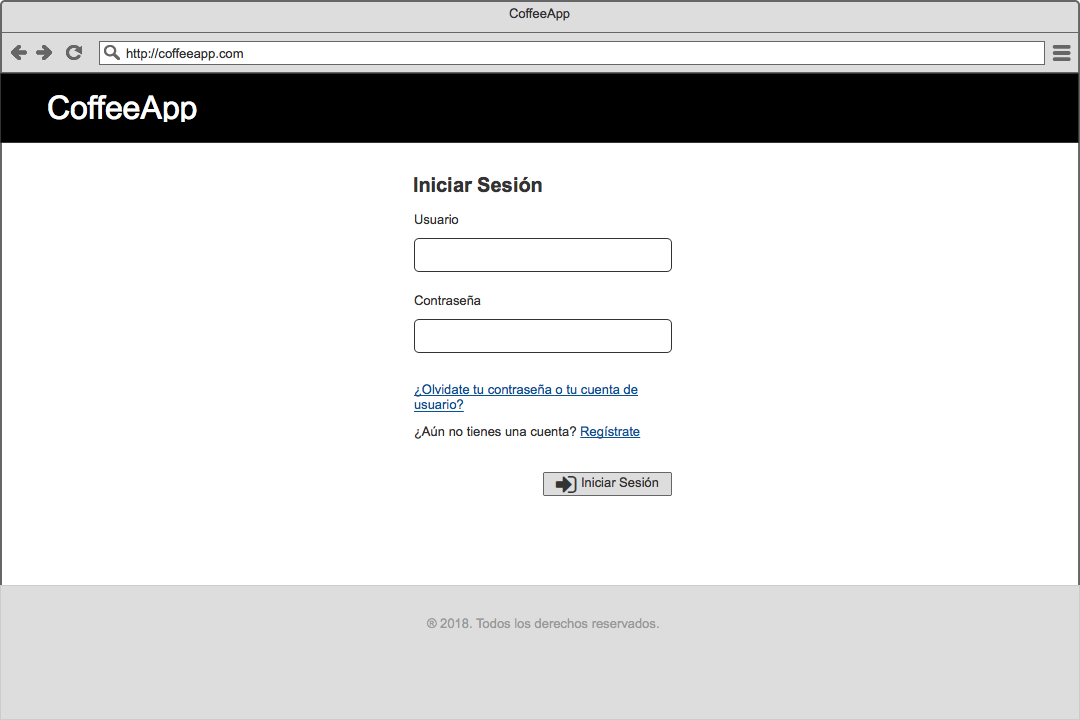 CoffeeApp
http://coffeeapp.com
CoffeeApp
Iniciar Sesión
Usuario
Contraseña
¿Olvidate tu contraseña o tu cuenta de
usuario?
¿Aún no tienes una cuenta? Regístrate
Iniciar Sesión
® 2018. Todos los derechos reservados.